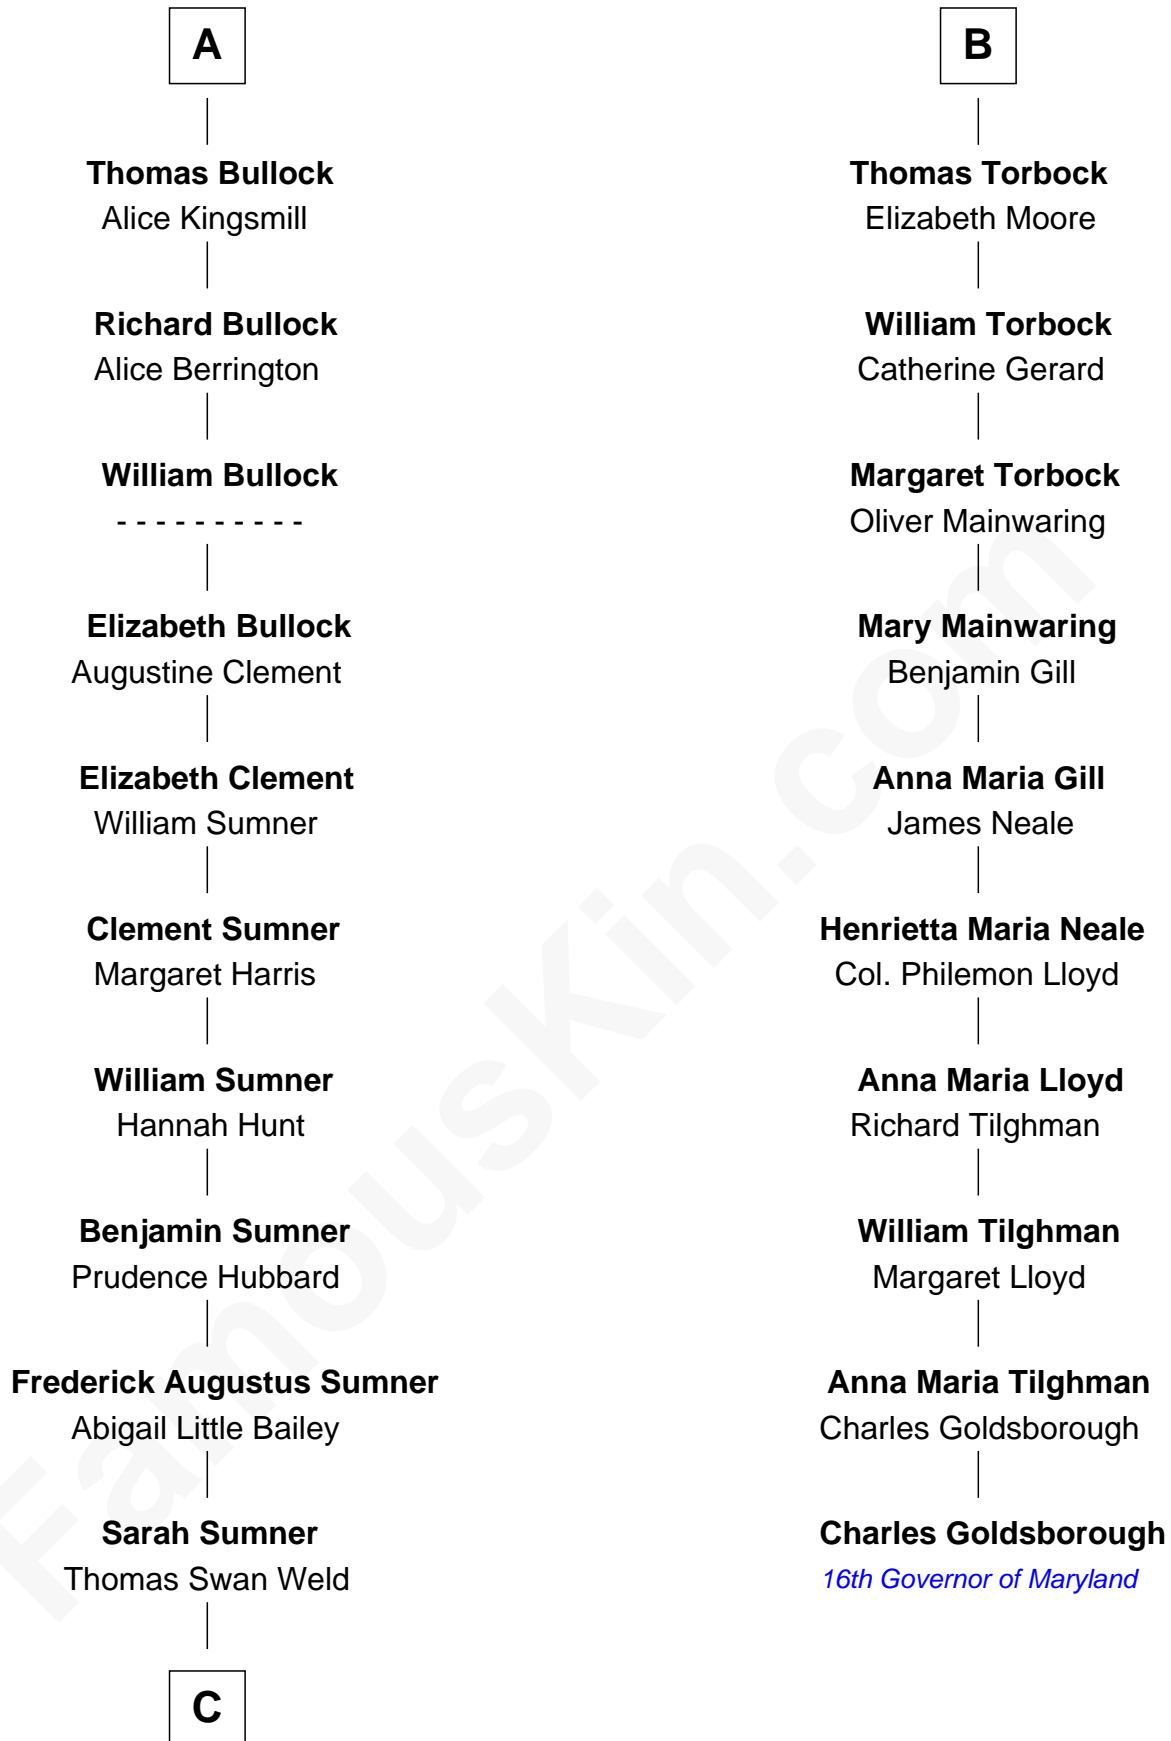 A
Thomas Bullock
Alice Kingsmill
Richard Bullock
Alice Berrington
William Bullock
- - - - - - - - - -
Elizabeth Bullock
Augustine Clement
Elizabeth Clement
William Sumner
Clement Sumner
Margaret Harris
William Sumner
Hannah Hunt
Benjamin Sumner
Prudence Hubbard
Frederick Augustus Sumner
Abigail Little Bailey
Sarah Sumner
Thomas Swan Weld
C
B
Thomas Torbock
Elizabeth Moore
William Torbock
Catherine Gerard
Margaret Torbock
Oliver Mainwaring
Mary Mainwaring
Benjamin Gill
Anna Maria Gill
James Neale
Henrietta Maria Neale
Col. Philemon Lloyd
Anna Maria Lloyd
Richard Tilghman
William Tilghman
Margaret Lloyd
Anna Maria Tilghman
Charles Goldsborough
Charles Goldsborough
16th Governor of Maryland
FamousKin.com